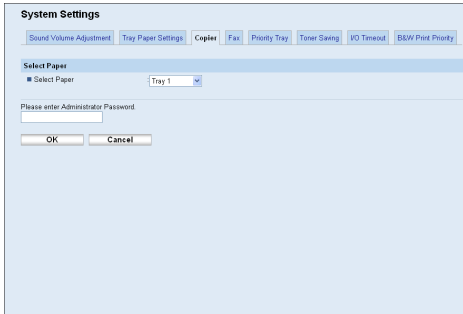 System Settings
Sound Volume Adjustment Tray Paper Settings Copier Fax Priority Tray Toner Saving I/O Timeout B&W Print Priority
Select Paper
Select Paper : Tray 1
Please enter Administrator Password.
OK Cancel